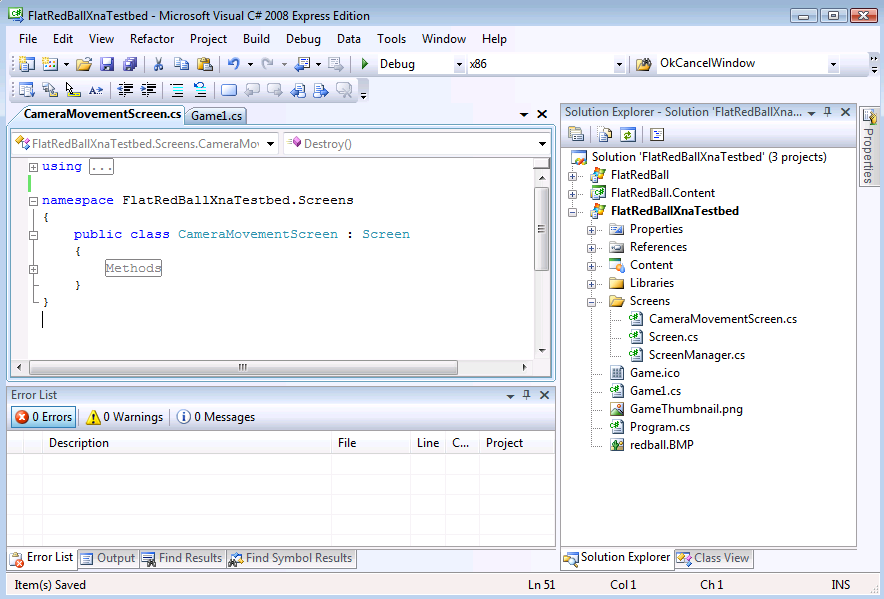 FlatRedBallXnaTestbed - Microsoft Visual C# 2008 Express Edition
File Edit View Refactor Project Build Debug Data Tools Window Help
Debug x86 OkCancelWindow
CameraMovementScreen.cs Game1.cs
FlatRedBallXnaTestbed.Screens.CameraMov Destroy()
using ...
namespace FlatRedBallXnaTestbed.Screens
{
public class CameraMovementScreen : Screen
{
Methods
}
}
Error List
0 Errors 0 Warnings 0 Messages
Description File Line C... Project
Error List Output Find Results Find Symbol Results
Solution Explorer - Solution 'FlatRedBallXna...
Solution 'FlatRedBallXnaTestbed' (3 projects)
FlatRedBall
FlatRedBall.Content
FlatRedBallXnaTestbed
Properties
References
Content
Libraries
Screens
CameraMovementScreen.cs
Screen.cs
ScreenManager.cs
Game.ico
Game1.cs
GameThumbnail.png
Program.cs
redball.BMP
Solution Explorer Class View
Properties
Item(s) Saved Ln 51 Col 1 Ch 1 INS